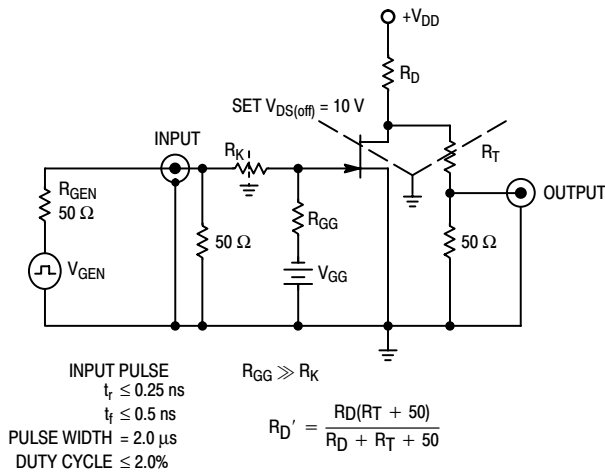 +VDD
RD
SET VDS(off) = 10 V
INPUT
RK
RT
OUTPUT
RGEN
50 Ω
50 Ω
RGG
50 Ω
VGEN
VGG
INPUT PULSE
tr ≤ 0.25 ns
tf ≤ 0.5 ns
PULSE WIDTH = 2.0 μs
DUTY CYCLE ≤ 2.0%
RGG ≫ RK
RD′ = RD(RT + 50)
RD + RT + 50